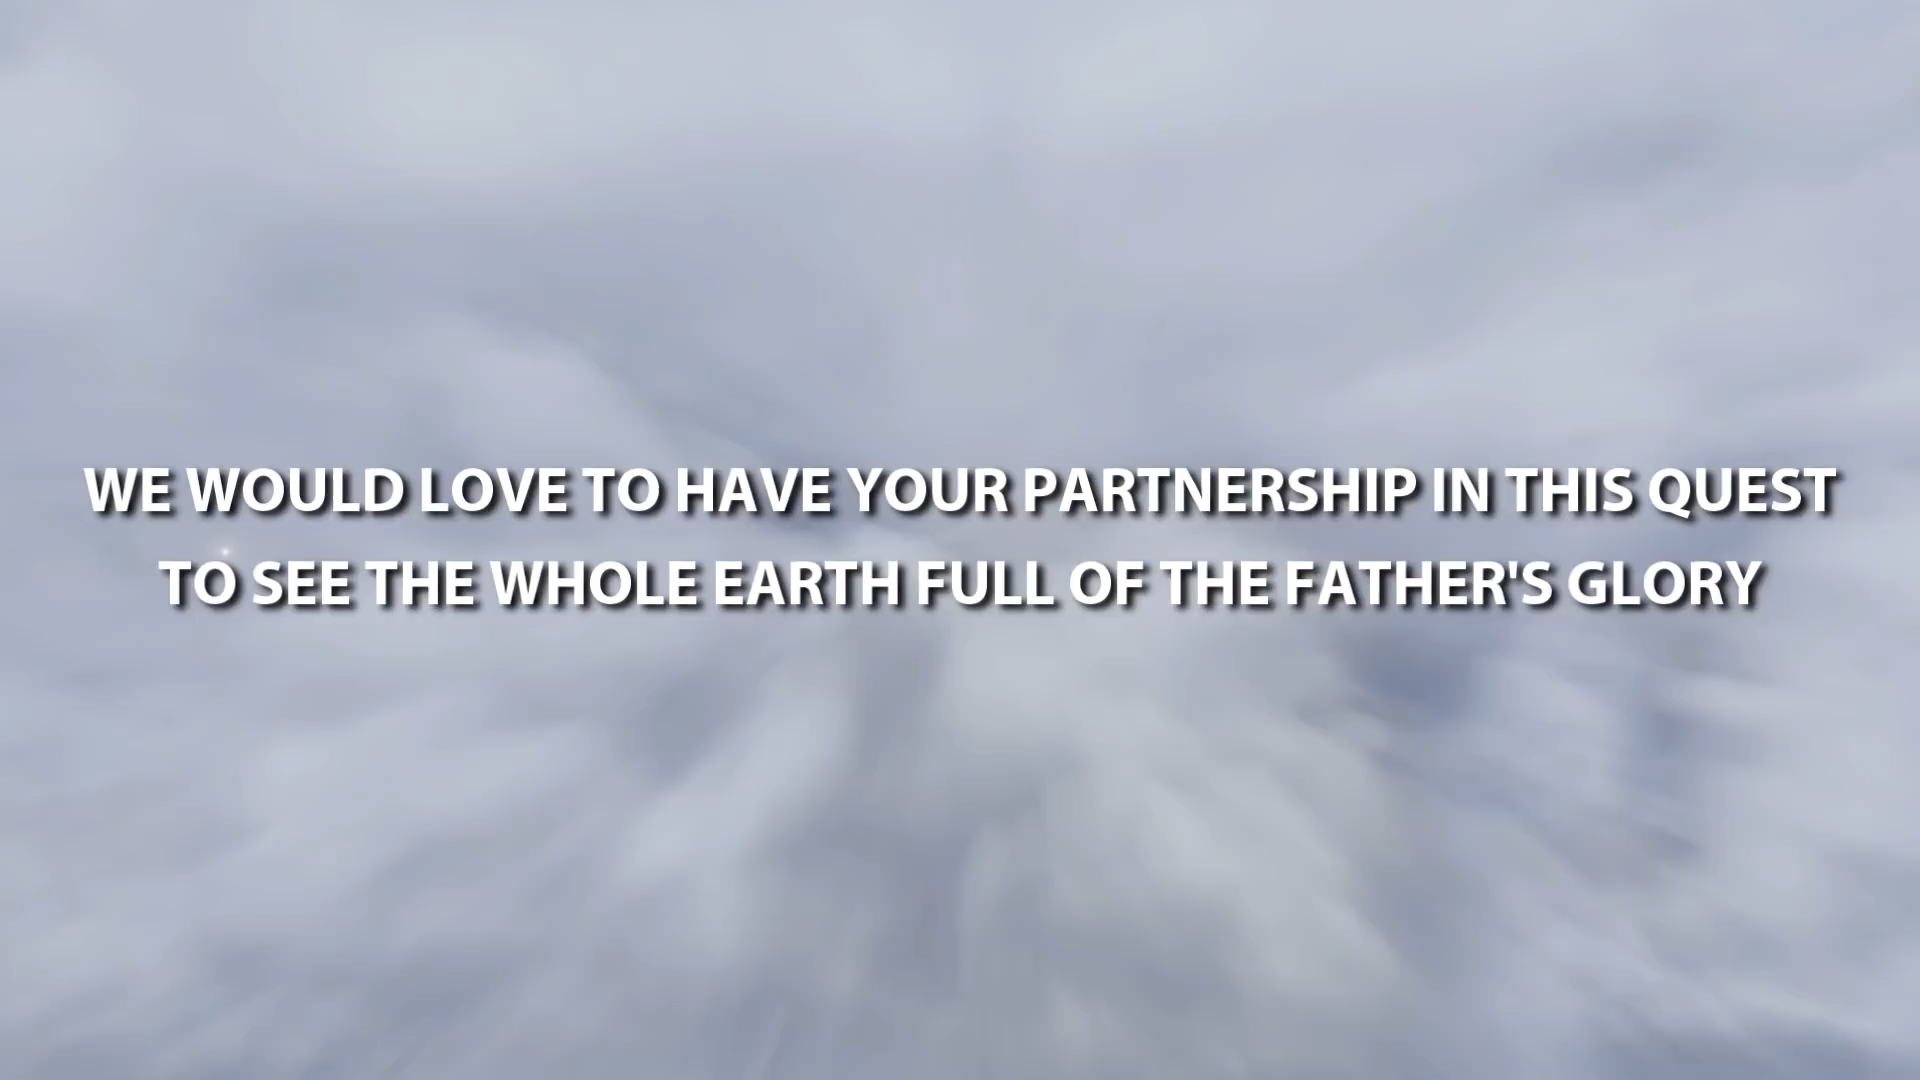 WE WOULD LOVE TO HAVE YOUR PARTNERSHIP IN THIS QUEST
TO SEE THE WHOLE EARTH FULL OF THE FATHER'S GLORY